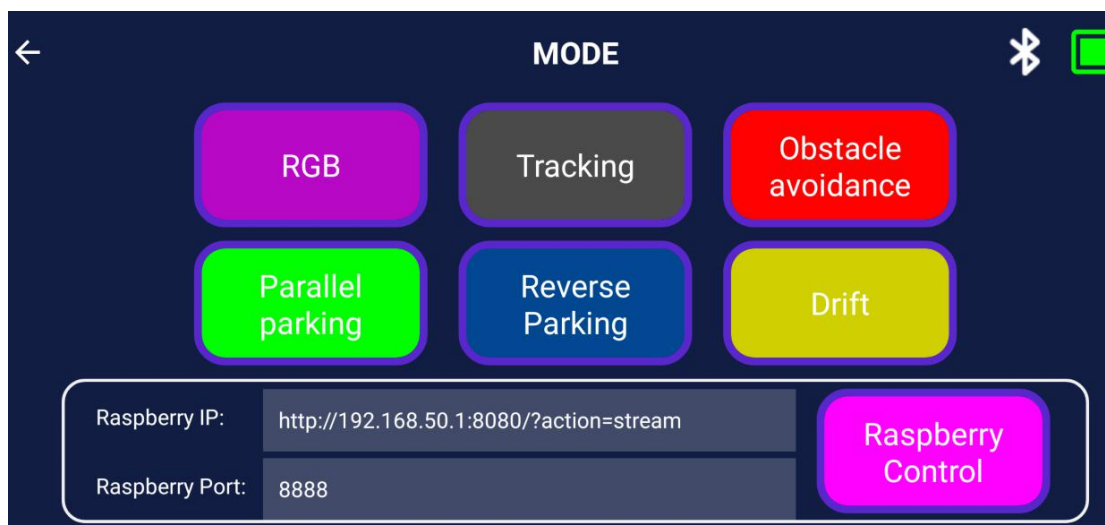 MODE
RGB
Tracking
Obstacle
avoidance
Parallel
parking
Reverse
Parking
Drift
Raspberry IP:
http://192.168.50.1:8080/?action=stream
Raspberry Port:
8888
Raspberry
Control